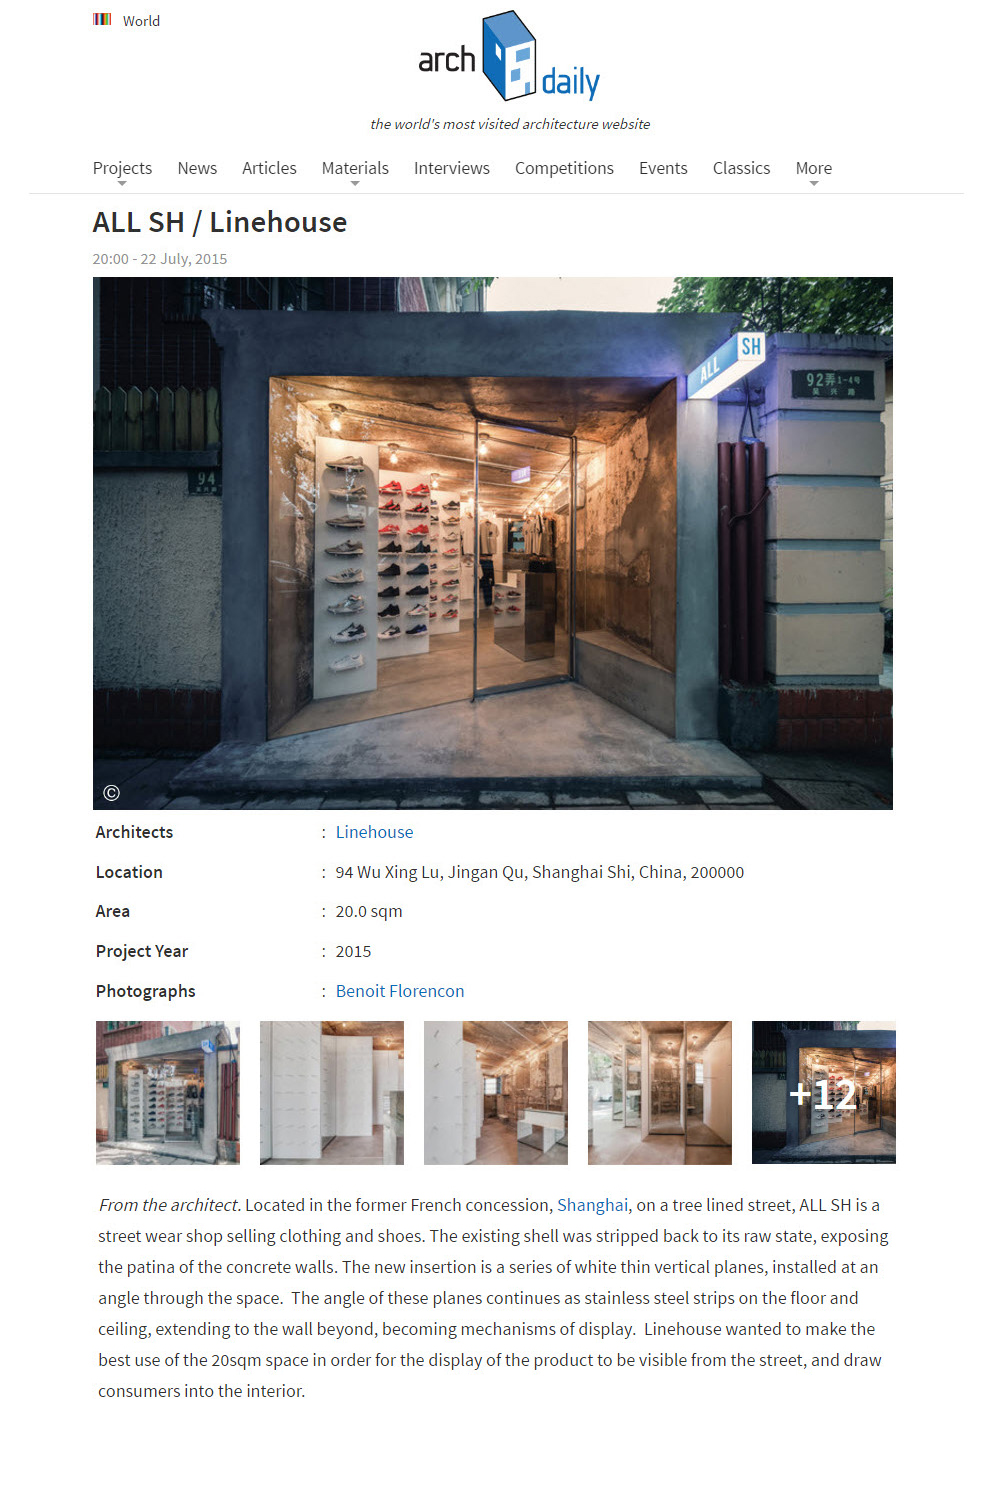 World
arch daily
the world's most visited architecture website
Projects News Articles Materials Interviews Competitions Events Classics More
ALL SH / Linehouse
20:00 - 22 July, 2015
ALL SH
92弄1-4号
吴兴路
94
©
Architects : Linehouse
Location : 94 Wu Xing Lu, Jingan Qu, Shanghai Shi, China, 200000
Area : 20.0 sqm
Project Year : 2015
Photographs : Benoit Florencon
+12
From the architect. Located in the former French concession, Shanghai, on a tree lined street, ALL SH is a
street wear shop selling clothing and shoes. The existing shell was stripped back to its raw state, exposing
the patina of the concrete walls. The new insertion is a series of white thin vertical planes, installed at an
angle through the space.  The angle of these planes continues as stainless steel strips on the floor and
ceiling, extending to the wall beyond, becoming mechanisms of display.  Linehouse wanted to make the
best use of the 20sqm space in order for the display of the product to be visible from the street, and draw
consumers into the interior.